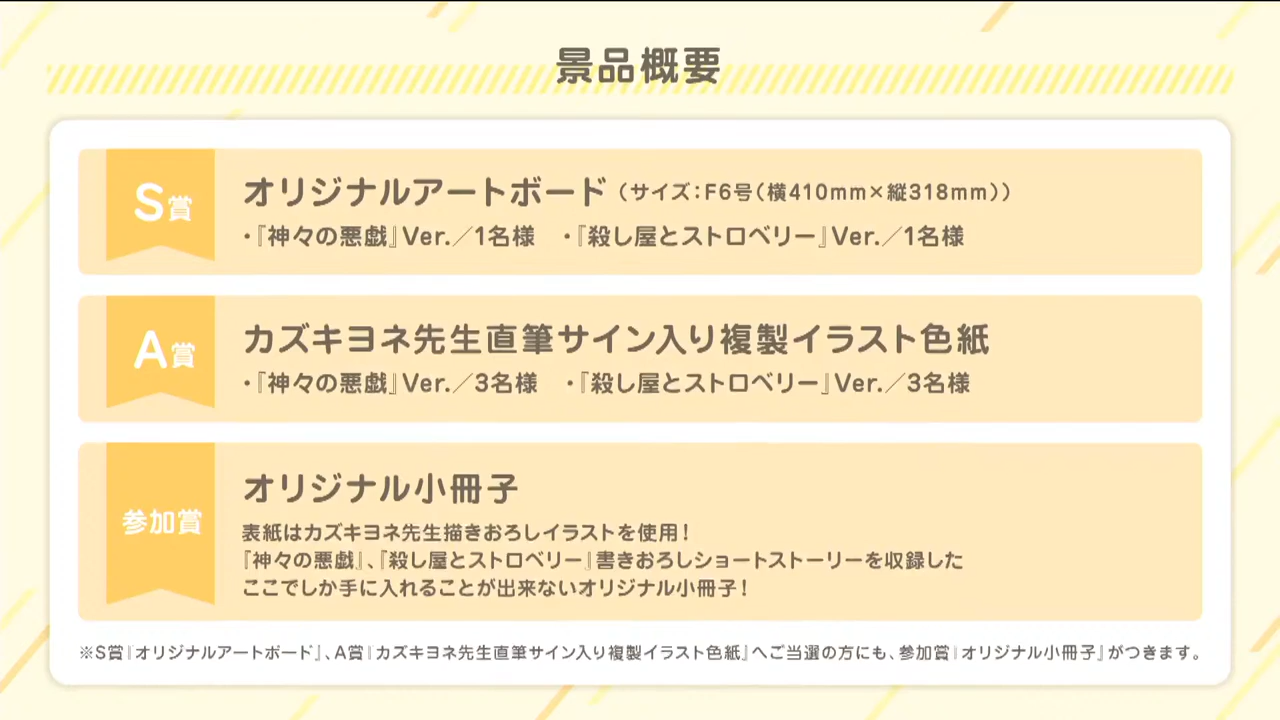 景品概要
S賞
オリジナルアートボード（サイズ：F6号（横410mm×縦318mm））
・『神々の悪戯』Ver.／1名様　・『殺し屋とストロベリー』Ver.／1名様
A賞
カズキヨネ先生直筆サイン入り複製イラスト色紙
・『神々の悪戯』Ver.／3名様　・『殺し屋とストロベリー』Ver.／3名様
参加賞
オリジナル小冊子
表紙はカズキヨネ先生描きおろしイラストを使用！
『神々の悪戯』、『殺し屋とストロベリー』書きおろしショートストーリーを収録した
ここでしか手に入れることが出来ないオリジナル小冊子！
※S賞『オリジナルアートボード』、A賞『カズキヨネ先生直筆サイン入り複製イラスト色紙』へご当選の方にも、参加賞『オリジナル小冊子』がつきます。